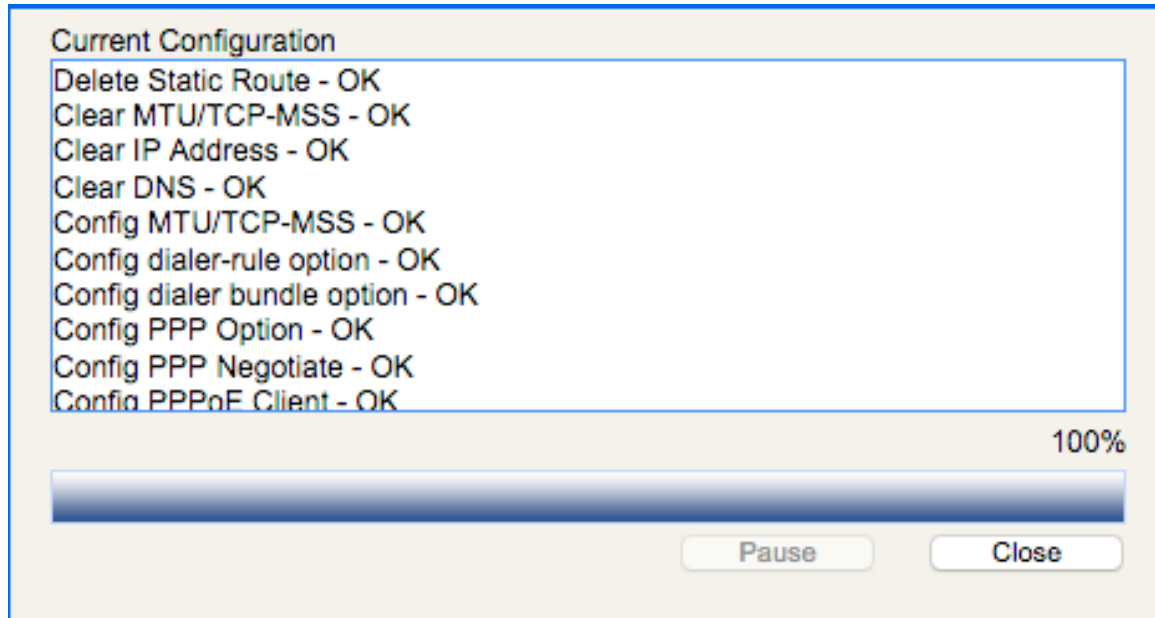 Current Configuration
Delete Static Route - OK
Clear MTU/TCP-MSS - OK
Clear IP Address - OK
Clear DNS - OK
Config MTU/TCP-MSS - OK
Config dialer-rule option - OK
Config dialer bundle option - OK
Config PPP Option - OK
Config PPP Negotiate - OK
Config PPPoE Client - OK
100%
Pause
Close